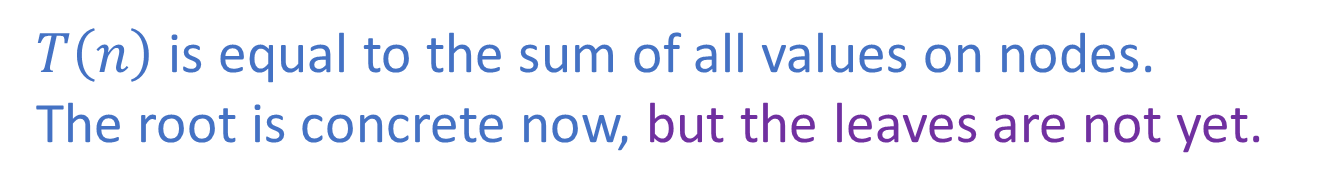 T(n) is equal to the sum of all values on nodes.
The root is concrete now, but the leaves are not yet.